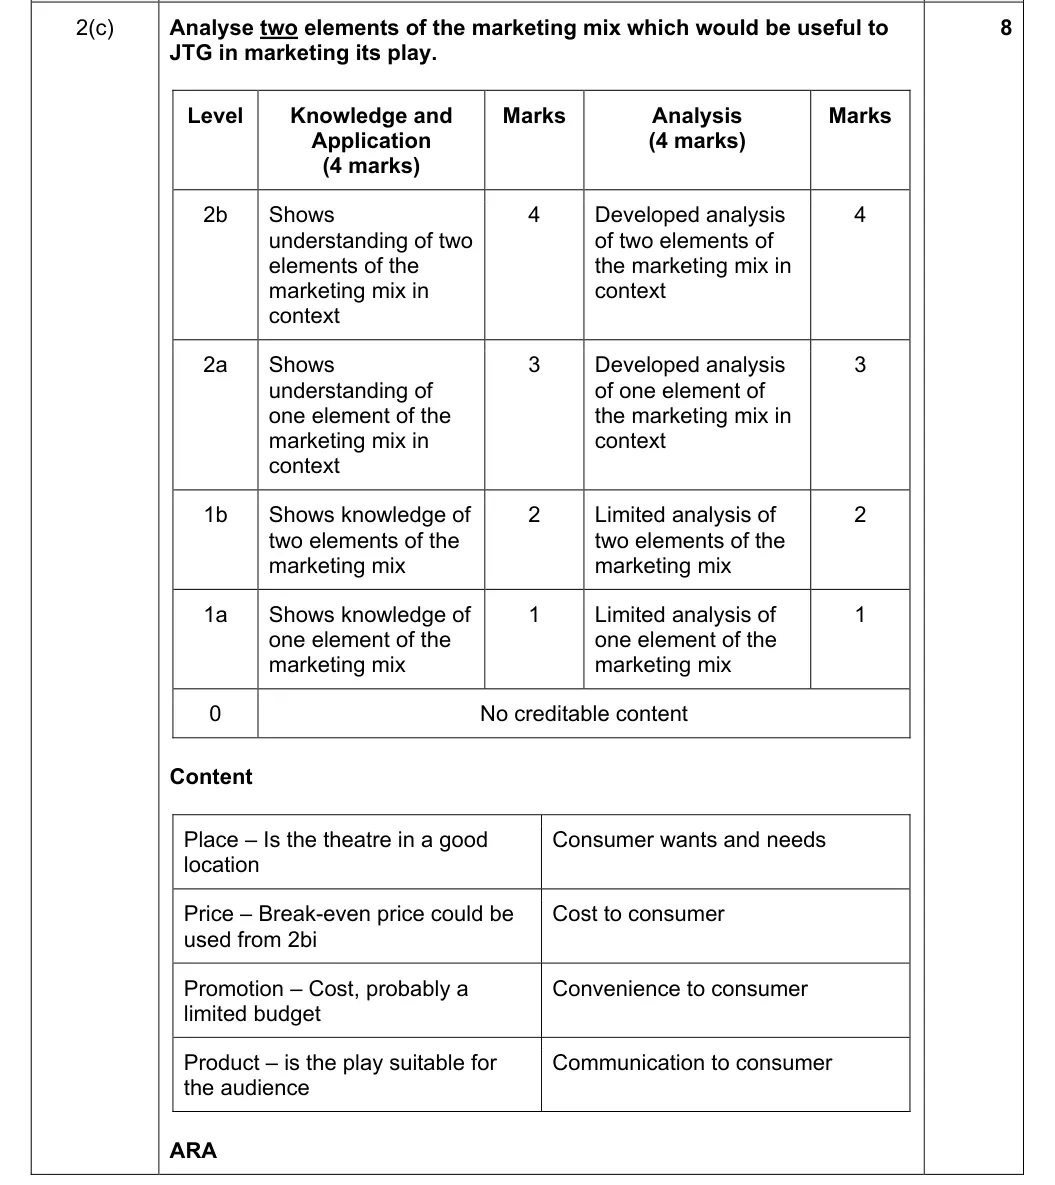 2(c)
Analyse two elements of the marketing mix which would be useful to
JTG in marketing its play.
8
Level
Knowledge and
Application
(4 marks)
Marks
Analysis
(4 marks)
Marks
2b
Shows
understanding of two
elements of the
marketing mix in
context
4
Developed analysis
of two elements of
the marketing mix in
context
4
2a
Shows
understanding of
one element of the
marketing mix in
context
3
Developed analysis
of one element of
the marketing mix in
context
3
1b
Shows knowledge of
two elements of the
marketing mix
2
Limited analysis of
two elements of the
marketing mix
2
1a
Shows knowledge of
one element of the
marketing mix
1
Limited analysis of
one element of the
marketing mix
1
0
No creditable content
Content
Place – Is the theatre in a good
location
Consumer wants and needs
Price – Break-even price could be
used from 2bi
Cost to consumer
Promotion – Cost, probably a
limited budget
Convenience to consumer
Product – is the play suitable for
the audience
Communication to consumer
ARA